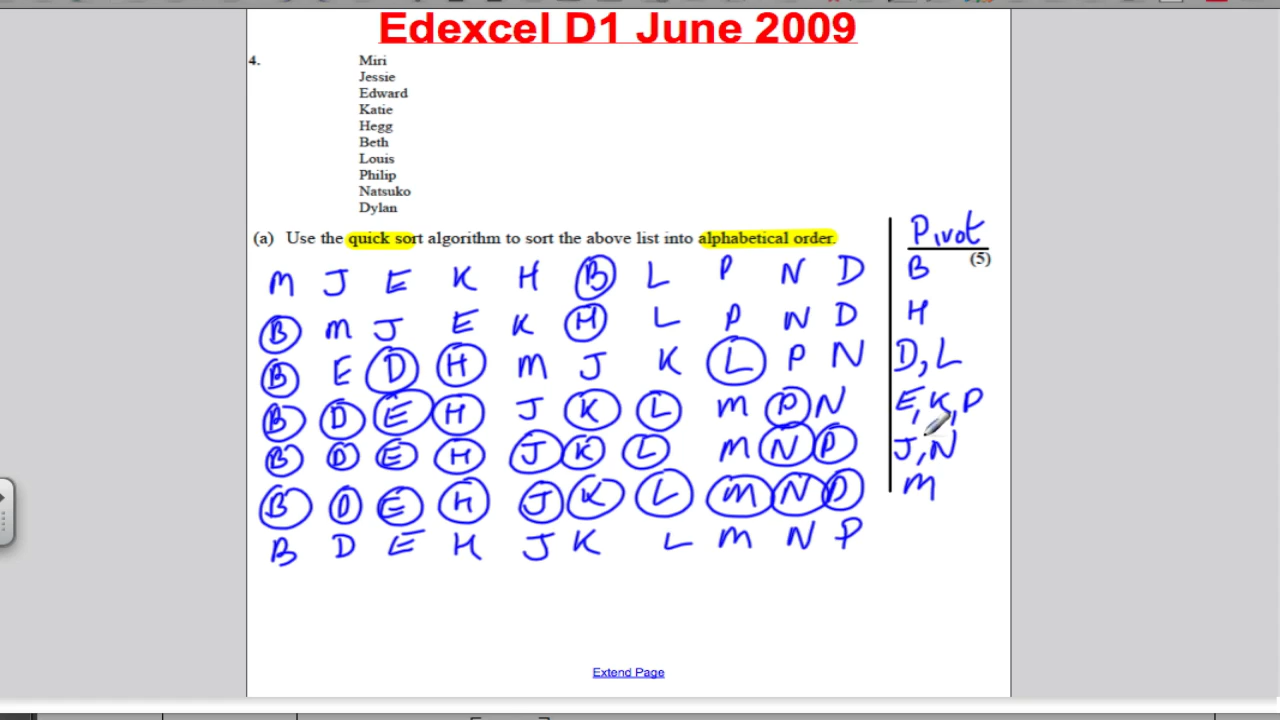 Edexcel D1 June 2009
4.
Miri
Jessie
Edward
Katie
Hegg
Beth
Louis
Philip
Natsuko
Dylan
(a) Use the quick sort algorithm to sort the above list into alphabetical order.
(5)
Pivot
M J E K H B L P N D B
B M J E K H L P N D H
B E D H M J K L P N D, L
B D E H J K L M P N E, K, P
B D E H J K L M N P J, N
B D E H J K L M N P M
B D E H J K L M N P
Extend Page